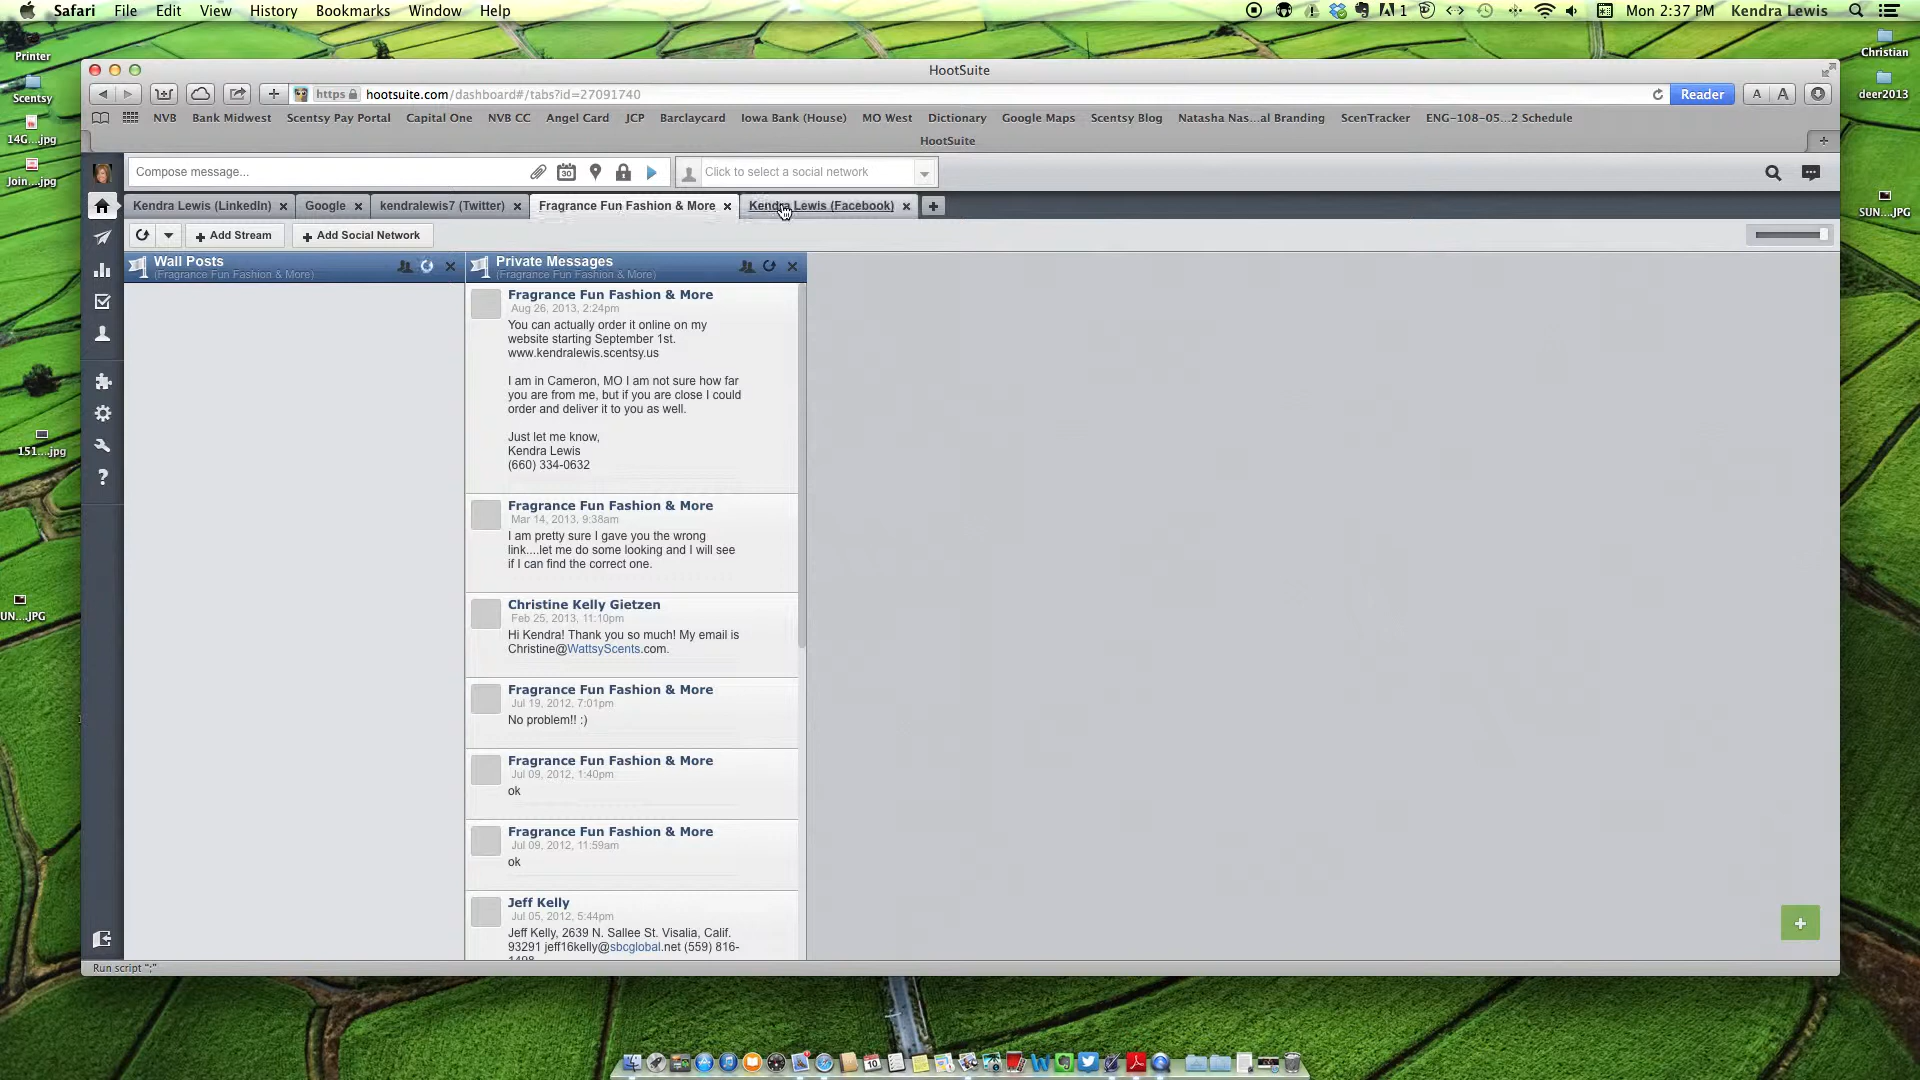 Safari File Edit View History Bookmarks Window Help
1 Mon 2:37 PM Kendra Lewis
Printer
Scentsy
14G....jpg
Join....jpg
151....jpg
UN....JPG
Christian
deer2013
SUN....JPG
HootSuite
https hootsuite.com/dashboard#/tabs?id=27091740 Reader A A
NVB Bank Midwest Scentsy Pay Portal Capital One NVB CC Angel Card JCP Barclaycard Iowa Bank (House) MO West Dictionary Google Maps Scentsy Blog Natasha Nas...al Branding ScenTracker ENG-108-05...2 Schedule
HootSuite
Compose message... 30 Click to select a social network
Kendra Lewis (LinkedIn) Google kendralewis7 (Twitter) Fragrance Fun Fashion & More Kendra Lewis (Facebook)
Add Stream Add Social Network
Wall Posts
(Fragrance Fun Fashion & More)
Private Messages
(Fragrance Fun Fashion & More)
Fragrance Fun Fashion & More
Aug 26, 2013, 2:24pm
You can actually order it online on my
website starting September 1st.
www.kendralewis.scentsy.us
I am in Cameron, MO I am not sure how far
you are from me, but if you are close I could
order and deliver it to you as well.
Just let me know,
Kendra Lewis
(660) 334-0632
Fragrance Fun Fashion & More
Mar 14, 2013, 9:38am
I am pretty sure I gave you the wrong
link....let me do some looking and I will see
if I can find the correct one.
Christine Kelly Gietzen
Feb 25, 2013, 11:10pm
Hi Kendra! Thank you so much! My email is
Christine@WattsyScents.com.
Fragrance Fun Fashion & More
Jul 19, 2012, 7:01pm
No problem!! :)
Fragrance Fun Fashion & More
Jul 09, 2012, 1:40pm
ok
Fragrance Fun Fashion & More
Jul 09, 2012, 11:59am
ok
Jeff Kelly
Jul 05, 2012, 5:44pm
Jeff Kelly, 2639 N. Sallee St. Visalia, Calif.
93291 jeff16kelly@sbcglobal.net (559) 816-
Run script ";"